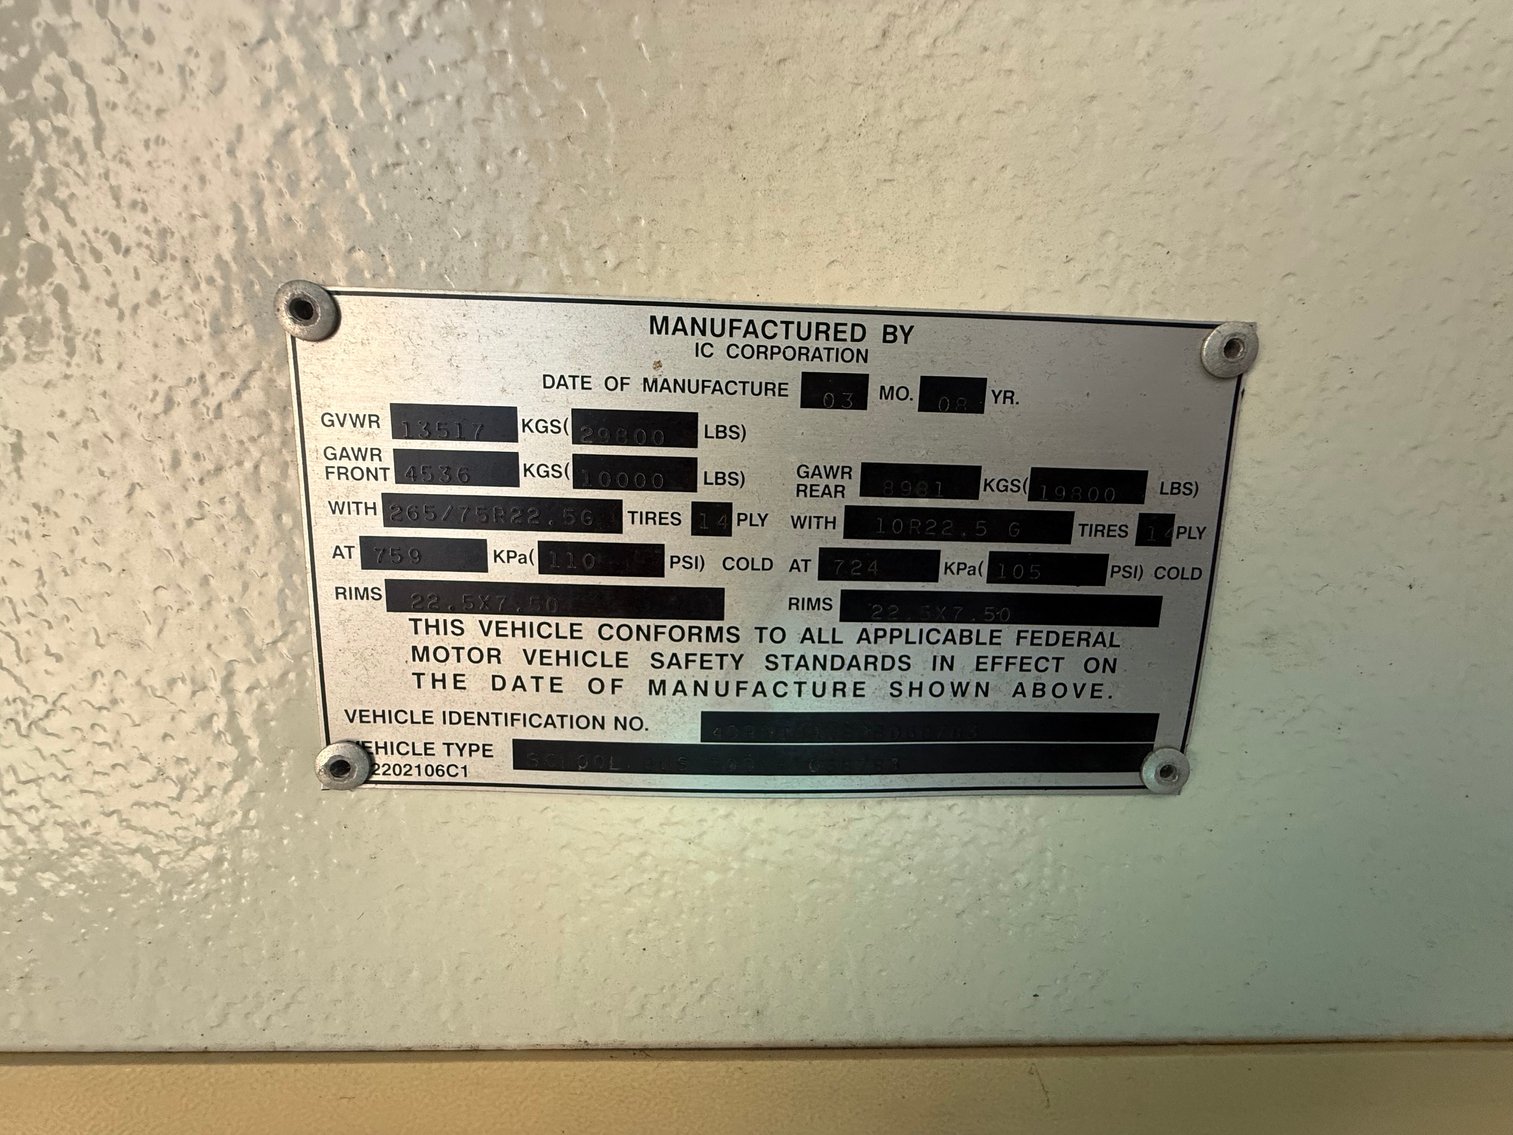 MANUFACTURED BY
IC CORPORATION
DATE OF MANUFACTURE 03 MO. 08 YR.
GVWR 13517 KGS( 29800 LBS)
GAWR FRONT 4536 KGS( 10000 LBS) GAWR REAR 8981 KGS( 19800 LBS)
WITH 265/75R22.5G TIRES 14 PLY WITH 10R22.5 G TIRES 14 PLY
AT 759 KPa( 110 PSI) COLD AT 724 KPa( 105 PSI) COLD
RIMS 22.5X7.50 RIMS 22.5X7.50
THIS VEHICLE CONFORMS TO ALL APPLICABLE FEDERAL
MOTOR VEHICLE SAFETY STANDARDS IN EFFECT ON
THE DATE OF MANUFACTURE SHOWN ABOVE.
VEHICLE IDENTIFICATION NO.
VEHICLE TYPE SCHOOL BUS
2202106C1